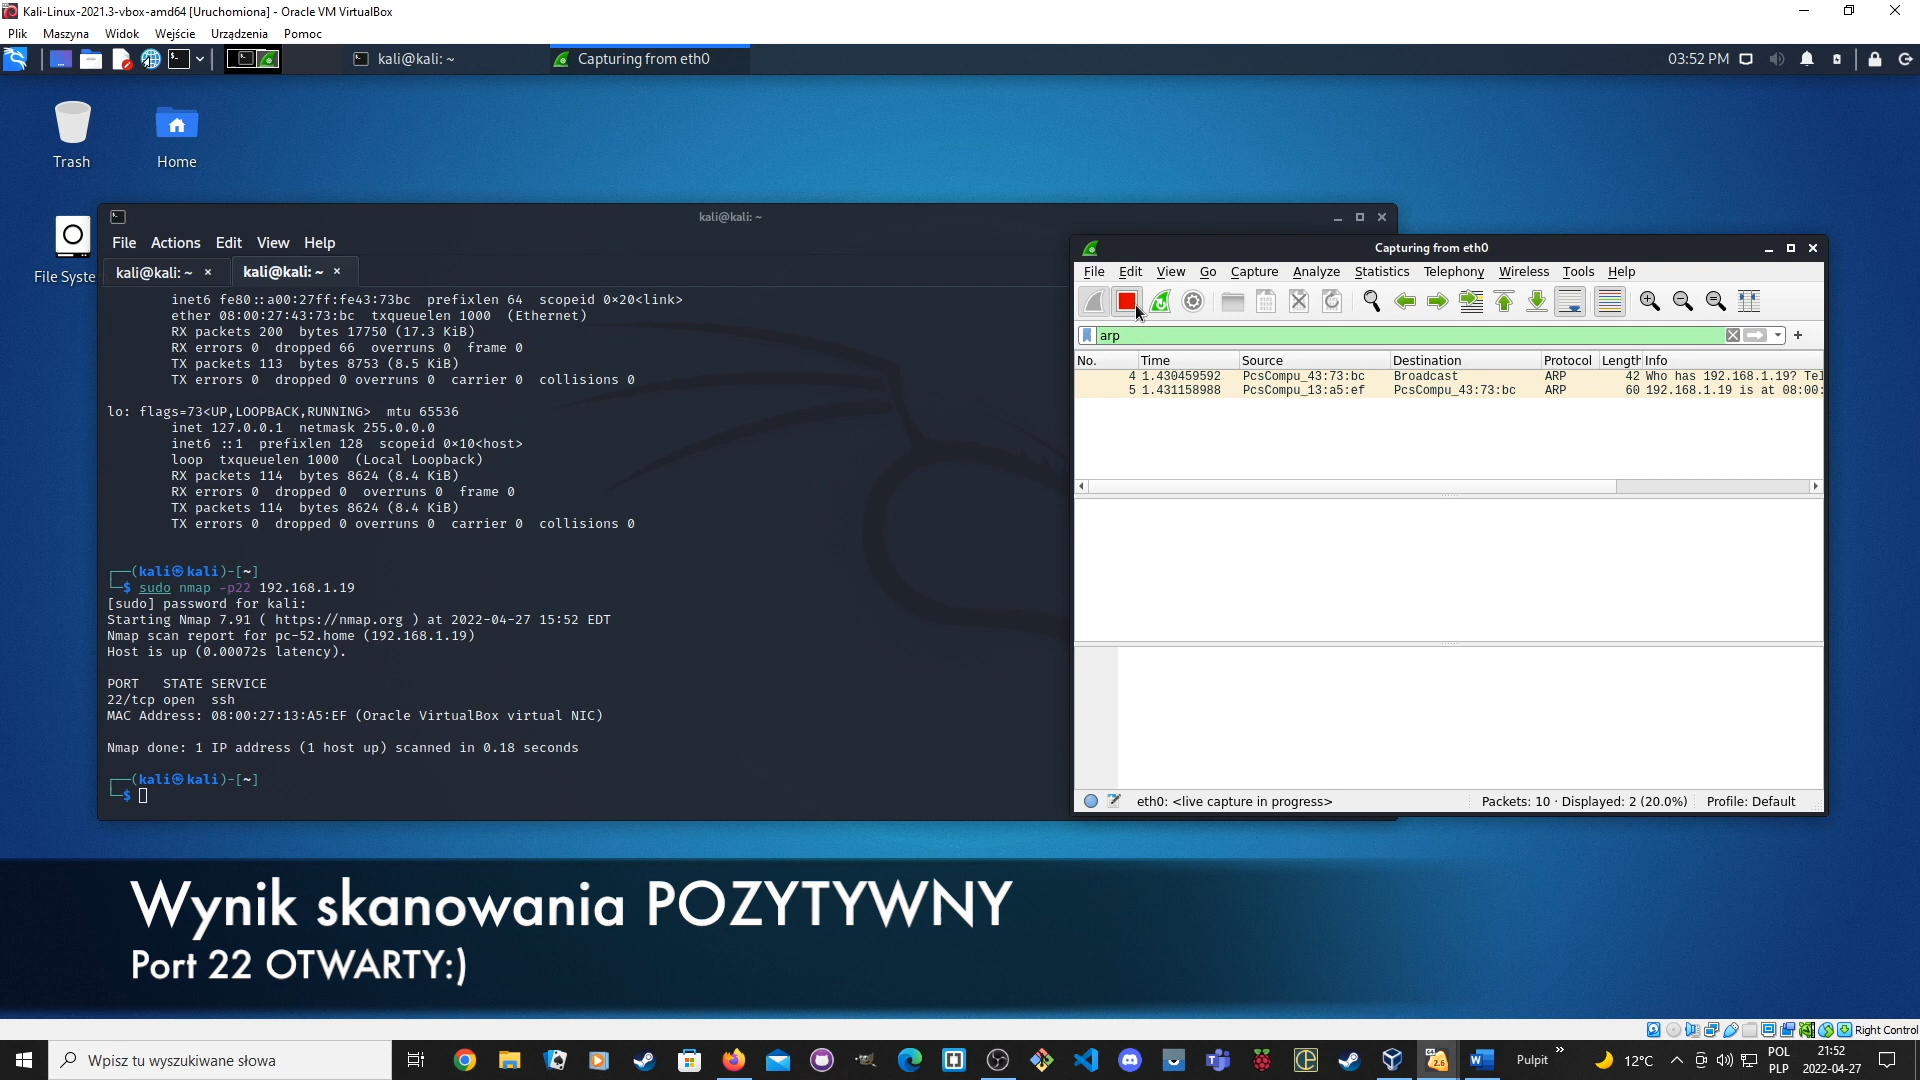 Kali-Linux-2021.3-vbox-amd64 [Uruchomiona] - Oracle VM VirtualBox
Plik Maszyna Widok Wejście Urządzenia Pomoc
kali@kali: ~
Capturing from eth0
03:52 PM
Trash
Home
File Syste
kali@kali: ~
File Actions Edit View Help
kali@kali: ~ ×
kali@kali: ~ ×
inet6 fe80::a00:27ff:fe43:73bc prefixlen 64 scopeid 0×20<link>
ether 08:00:27:43:73:bc txqueuelen 1000 (Ethernet)
RX packets 200 bytes 17750 (17.3 KiB)
RX errors 0 dropped 66 overruns 0 frame 0
TX packets 113 bytes 8753 (8.5 KiB)
TX errors 0 dropped 0 overruns 0 carrier 0 collisions 0
lo: flags=73<UP,LOOPBACK,RUNNING> mtu 65536
inet 127.0.0.1 netmask 255.0.0.0
inet6 ::1 prefixlen 128 scopeid 0×10<host>
loop txqueuelen 1000 (Local Loopback)
RX packets 114 bytes 8624 (8.4 KiB)
RX errors 0 dropped 0 overruns 0 frame 0
TX packets 114 bytes 8624 (8.4 KiB)
TX errors 0 dropped 0 overruns 0 carrier 0 collisions 0
┌──(kali㉿kali)-[~]
└─$ sudo nmap -p22 192.168.1.19
[sudo] password for kali:
Starting Nmap 7.91 ( https://nmap.org ) at 2022-04-27 15:52 EDT
Nmap scan report for pc-52.home (192.168.1.19)
Host is up (0.00072s latency).
PORT STATE SERVICE
22/tcp open ssh
MAC Address: 08:00:27:13:A5:EF (Oracle VirtualBox virtual NIC)
Nmap done: 1 IP address (1 host up) scanned in 0.18 seconds
┌──(kali㉿kali)-[~]
└─$
Capturing from eth0
File Edit View Go Capture Analyze Statistics Telephony Wireless Tools Help
arp
No. Time Source Destination Protocol Length Info
4 1.430459592 PcsCompu_43:73:bc Broadcast ARP 42 Who has 192.168.1.19? Tel
5 1.431158988 PcsCompu_13:a5:ef PcsCompu_43:73:bc ARP 60 192.168.1.19 is at 08:00:
eth0: <live capture in progress>
Packets: 10 · Displayed: 2 (20.0%)
Profile: Default
Wynik skanowania POZYTYWNY
Port 22 OTWARTY:)
Right Control
Wpisz tu wyszukiwane słowa
Pulpit
12°C
POL
PLP
21:52
2022-04-27